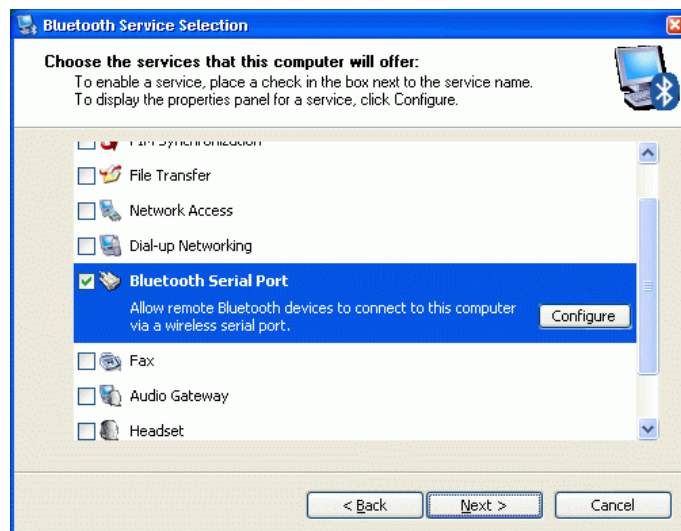 Bluetooth Service Selection
Choose the services that this computer will offer:
To enable a service, place a check in the box next to the service name.
To display the properties panel for a service, click Configure.
PIM Synchronization
File Transfer
Network Access
Dial-up Networking
Bluetooth Serial Port
Allow remote Bluetooth devices to connect to this computer
via a wireless serial port.
Configure
Fax
Audio Gateway
Headset
< Back
Next >
Cancel